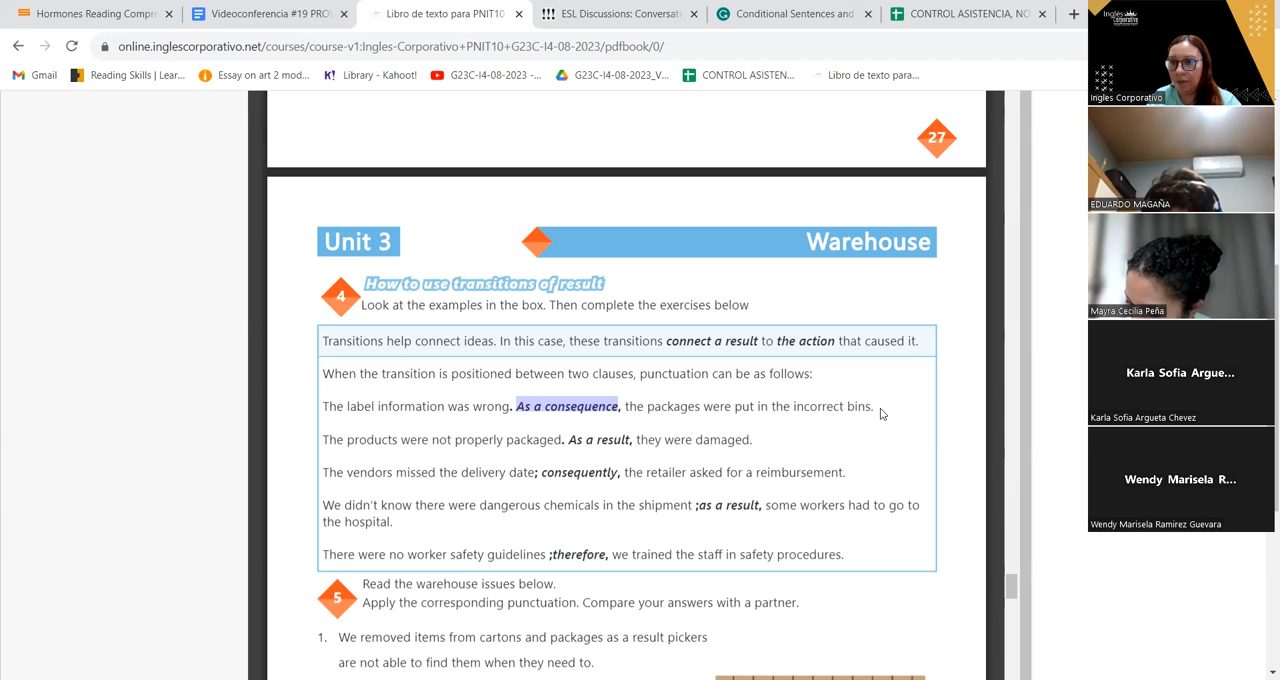 Hormones Reading Compre
Videoconferencia #19 PRO
Libro de texto para PNIT10
ESL Discussions: Conversati
Conditional Sentences and
CONTROL ASISTENCIA, NO
online.inglescorporativo.net/courses/course-v1:Ingles-Corporativo+PNIT10+G23C-I4-08-2023/pdfbook/0/
Gmail
Reading Skills | Lear...
Essay on art 2 mod...
Library - Kahoot!
G23C-I4-08-2023 -...
G23C-I4-08-2023_V...
CONTROL ASISTEN...
Libro de texto para...
27
Unit 3
Warehouse
4
How to use transitions of result
Look at the examples in the box. Then complete the exercises below
Transitions help connect ideas. In this case, these transitions connect a result to the action that caused it.
When the transition is positioned between two clauses, punctuation can be as follows:
The label information was wrong. As a consequence, the packages were put in the incorrect bins.
The products were not properly packaged. As a result, they were damaged.
The vendors missed the delivery date; consequently, the retailer asked for a reimbursement.
We didn't know there were dangerous chemicals in the shipment ;as a result, some workers had to go to
the hospital.
There were no worker safety guidelines ;therefore, we trained the staff in safety procedures.
5
Read the warehouse issues below.
Apply the corresponding punctuation. Compare your answers with a partner.
1. We removed items from cartons and packages as a result pickers
are not able to find them when they need to.
Inglés
Corporativo
Ingles Corporativo
EDUARDO MAGAÑA
Mayra Cecilia Peña
Karla Sofia Argue...
Karla Sofia Argueta Chevez
Wendy Marisela R...
Wendy Marisela Ramirez Guevara